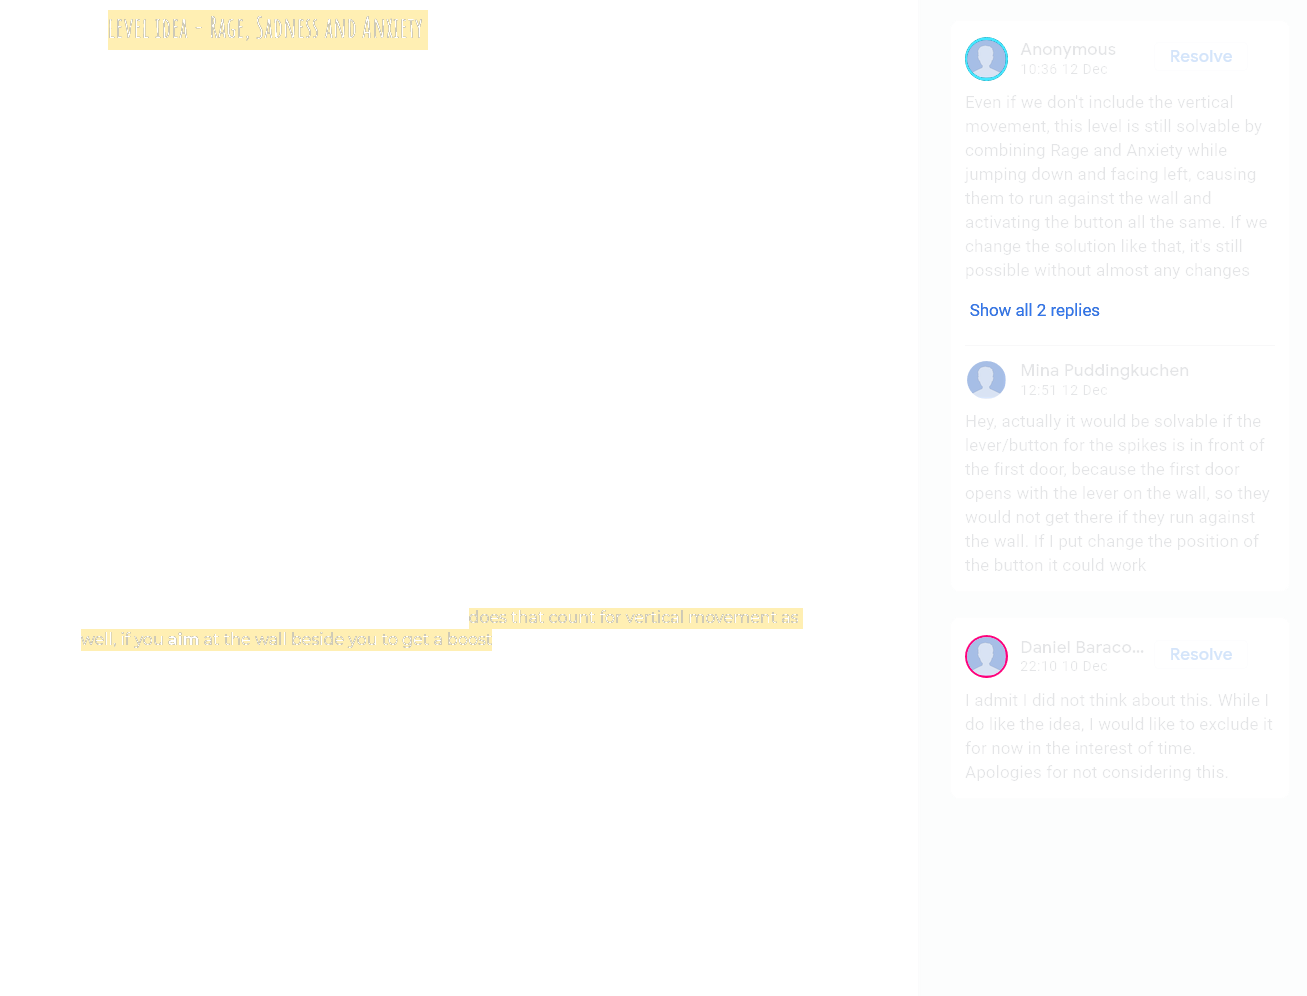 Level idea - Rage, Sadness and Anxiety
does that count for vertical movement as
well, if you aim at the wall beside you to get a boost
Anonymous
10:36 12 Dec
Resolve
Even if we don't include the vertical
movement, this level is still solvable by
combining Rage and Anxiety while
jumping down and facing left, causing
them to run against the wall and
activating the button all the same. If we
change the solution like that, it's still
possible without almost any changes
Show all 2 replies
Mina Puddingkuchen
12:51 12 Dec
Hey, actually it would be solvable if the
lever/button for the spikes is in front of
the first door, because the first door
opens with the lever on the wall, so they
would not get there if they run against
the wall. If I put change the position of
the button it could work
Daniel Baraco...
22:10 10 Dec
Resolve
I admit I did not think about this. While I
do like the idea, I would like to exclude it
for now in the interest of time.
Apologies for not considering this.